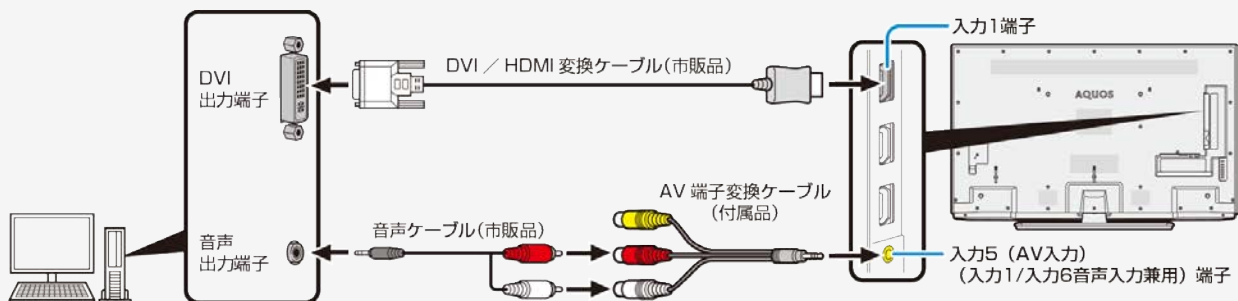 DVI
出力端子
DVI / HDMI 変換ケーブル(市販品)
入力1端子
AQUOS
音声
出力端子
音声ケーブル(市販品)
AV 端子変換ケーブル
(付属品)
入力5(AV入力)
(入力1/入力6音声入力兼用)端子